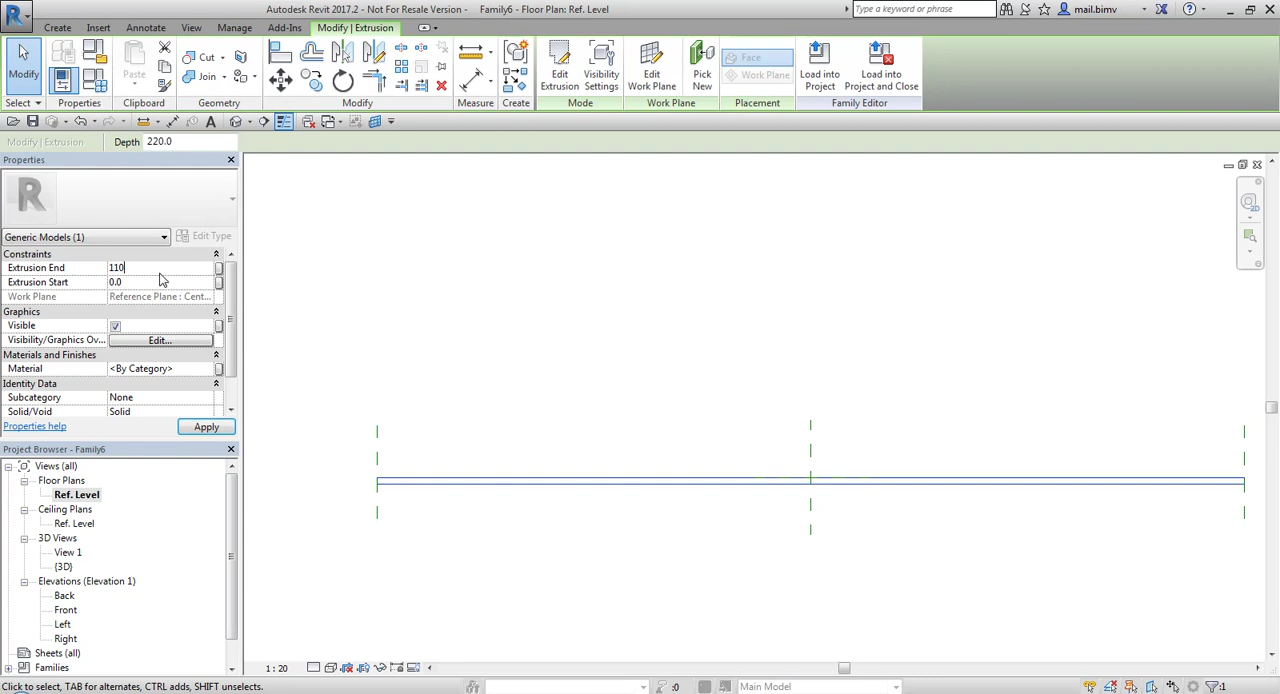 Autodesk Revit 2017.2 - Not For Resale Version - Family6 - Floor Plan: Ref. Level
Type a keyword or phrase
mail.bimv
Create Insert Annotate View Manage Add-Ins Modify | Extrusion
Modify
Paste
Cut
Join
Edit Extrusion
Visibility Settings
Edit Work Plane
Pick New
Face
Work Plane
Load into Project
Load into Project and Close
Select Properties Clipboard Geometry Modify Measure Create Mode Work Plane Placement Family Editor
Modify | Extrusion Depth 220.0
Properties
Generic Models (1) Edit Type
Constraints
Extrusion End 110
Extrusion Start 0.0
Work Plane Reference Plane : Cent...
Graphics
Visible
Visibility/Graphics Ov... Edit...
Materials and Finishes
Material <By Category>
Identity Data
Subcategory None
Solid/Void Solid
Properties help Apply
Project Browser - Family6
Views (all)
Floor Plans
Ref. Level
Ceiling Plans
Ref. Level
3D Views
View 1
{3D}
Elevations (Elevation 1)
Back
Front
Left
Right
Sheets (all)
Families
1 : 20
Click to select, TAB for alternates, CTRL adds, SHIFT unselects.
:0
Main Model
:1